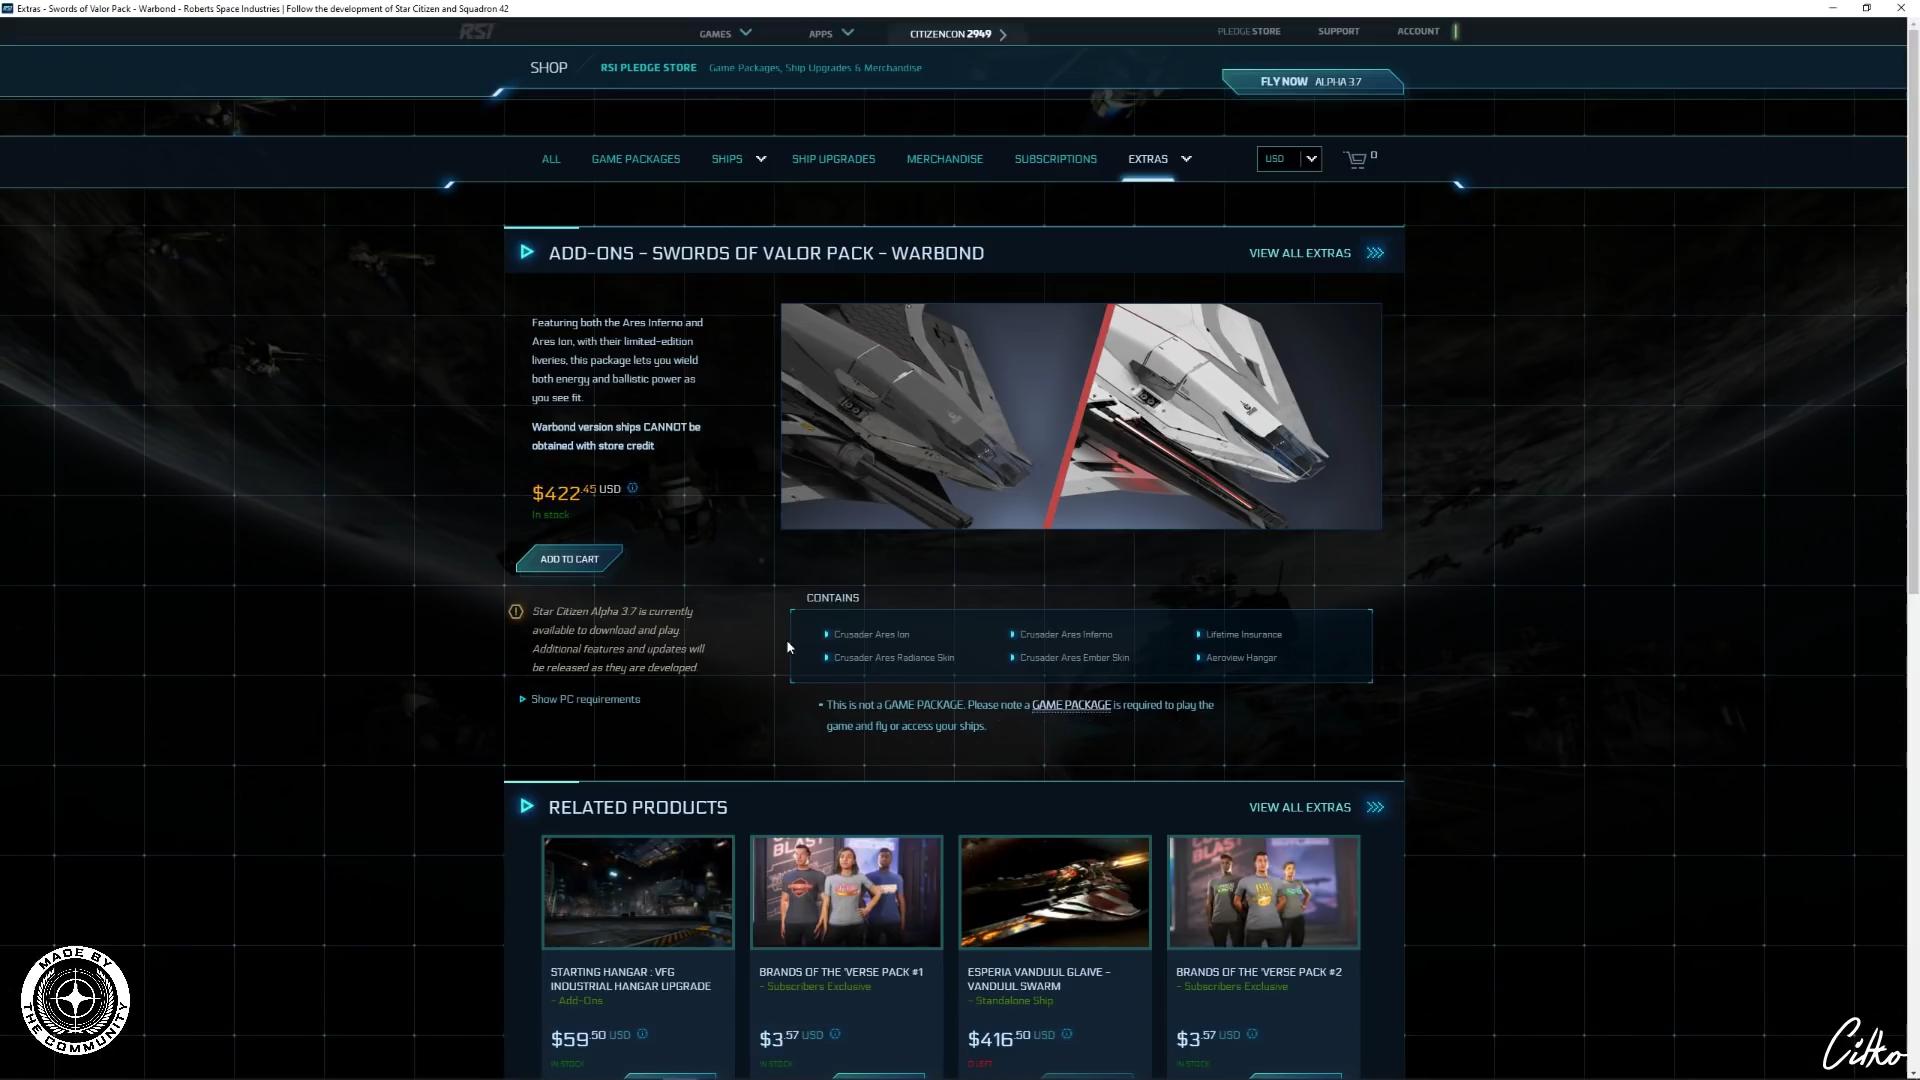 Extras - Swords of Valor Pack - Warbond - Roberts Space Industries | Follow the development of Star Citizen and Squadron 42
RSI
GAMES
APPS
CITIZENCON 2949
PLEDGE STORE
SUPPORT
ACCOUNT
SHOP
RSI PLEDGE STORE
Game Packages, Ship Upgrades & Merchandise
FLY NOW ALPHA 3.7
ALL
GAME PACKAGES
SHIPS
SHIP UPGRADES
MERCHANDISE
SUBSCRIPTIONS
EXTRAS
USD
0
ADD-ONS - SWORDS OF VALOR PACK - WARBOND
VIEW ALL EXTRAS
Featuring both the Ares Inferno and
Ares Ion, with their limited-edition
liveries, this package lets you wield
both energy and ballistic power as
you see fit.
Warbond version ships CANNOT be
obtained with store credit
$422.45 USD
In stock
ADD TO CART
Star Citizen Alpha 3.7 is currently
available to download and play.
Additional features and updates will
be released as they are developed.
Show PC requirements
CONTAINS
Crusader Ares Ion
Crusader Ares Inferno
Lifetime Insurance
Crusader Ares Radiance Skin
Crusader Ares Ember Skin
Aeroview Hangar
- This is not a GAME PACKAGE. Please note a GAME PACKAGE is required to play the
game and fly or access your ships.
RELATED PRODUCTS
VIEW ALL EXTRAS
BLAST
BLAST
STARTING HANGAR : VFG
INDUSTRIAL HANGAR UPGRADE
- Add-Ons
$59.50 USD
IN STOCK
BRANDS OF THE 'VERSE PACK #1
- Subscribers Exclusive
$3.57 USD
IN STOCK
ESPERIA VANDUUL GLAIVE -
VANDUUL SWARM
- Standalone Ship
$416.50 USD
0 LEFT
BRANDS OF THE 'VERSE PACK #2
- Subscribers Exclusive
$3.57 USD
IN STOCK
MADE BY
THE COMMUNITY